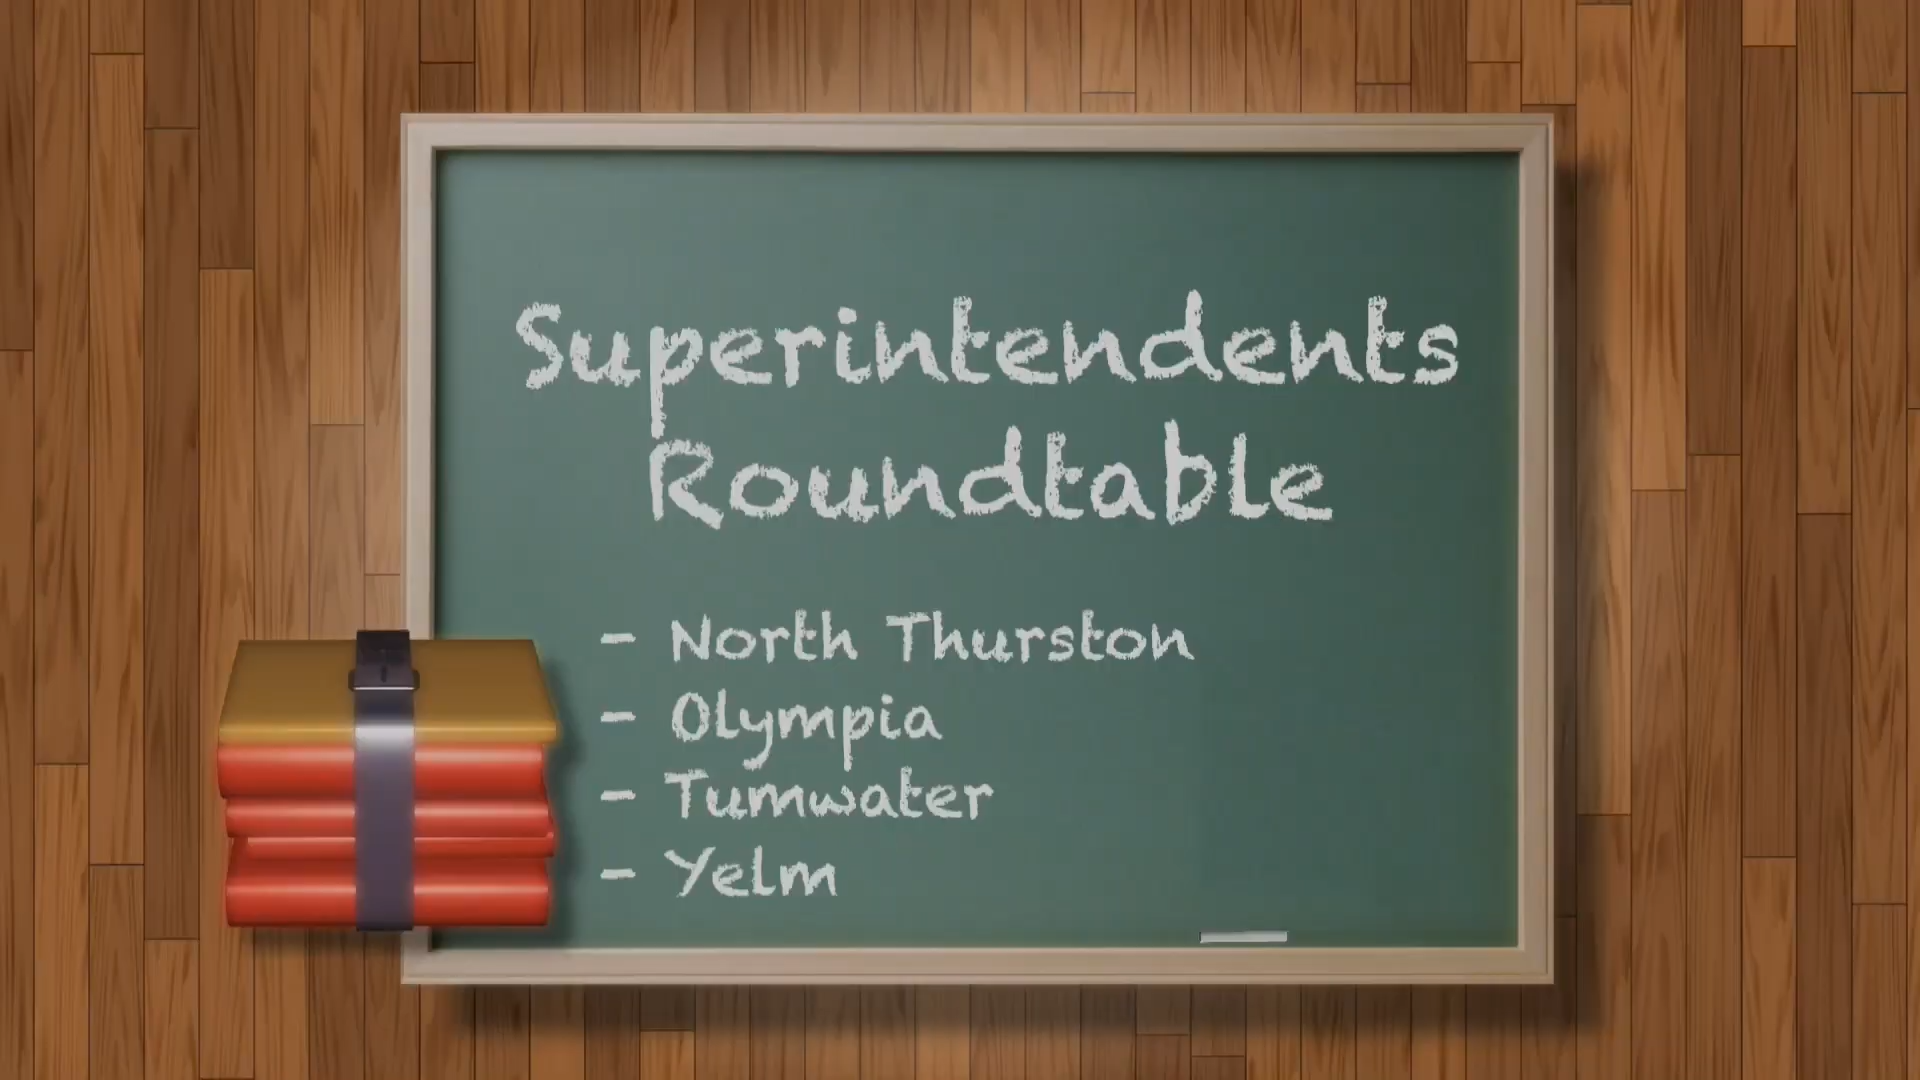 Superintendents
Roundtable
- North Thurston
- Olympia
- Tumwater
- Yelm